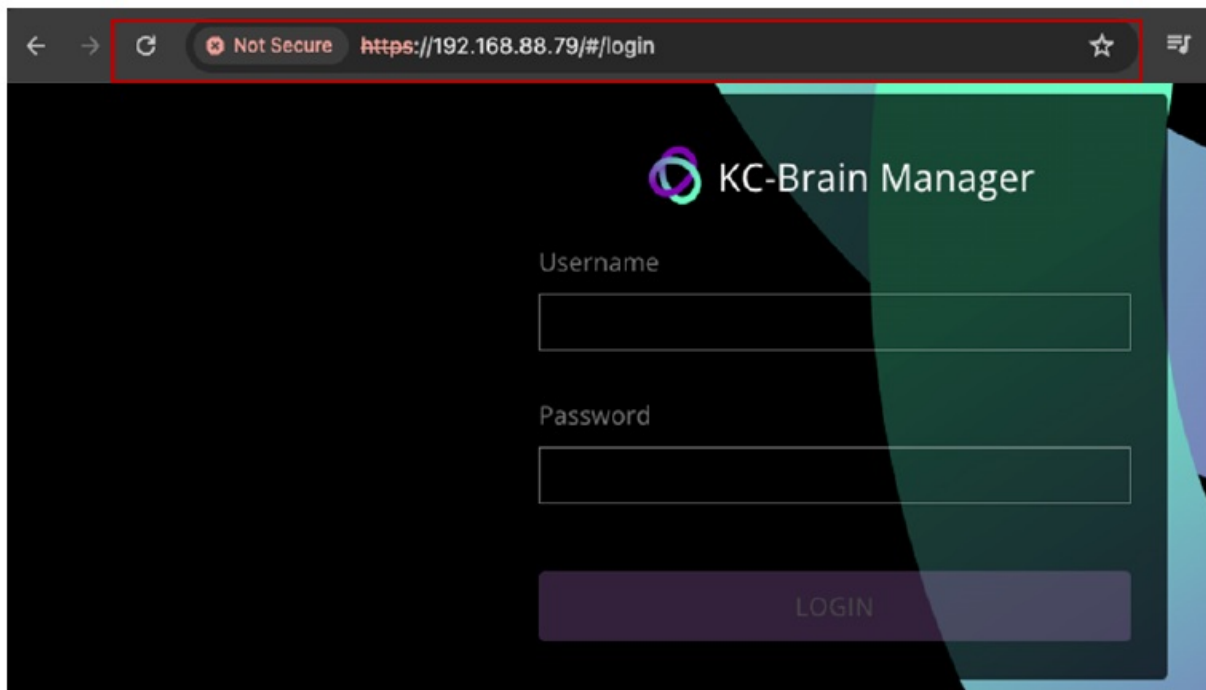 Not Secure https://192.168.88.79/#/login
KC-Brain Manager
Username
Password
LOGIN